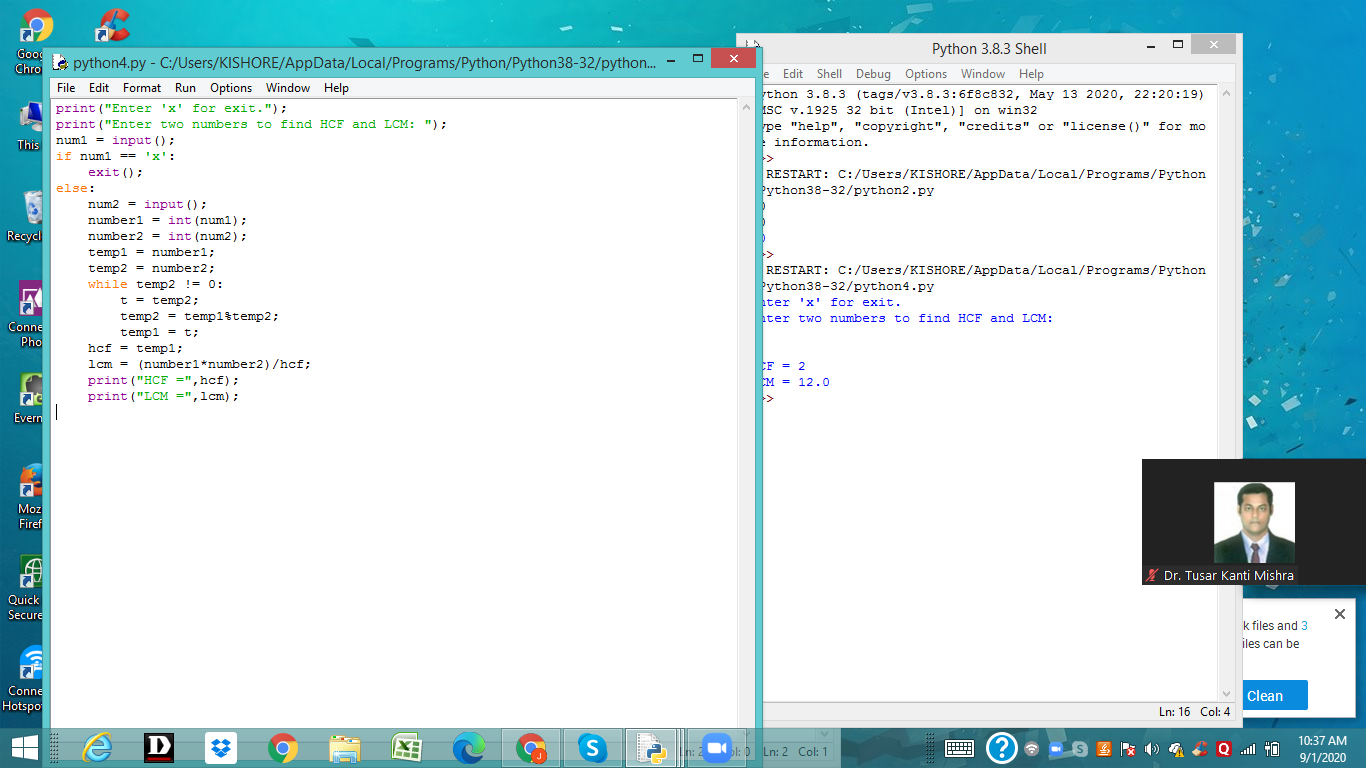 Goo
Chro
This
Recycl
Conne
Pho
Evern
Moz
Firef
Quick
Secure
Conne
Hotspo
python4.py - C:/Users/KISHORE/AppData/Local/Programs/Python/Python38-32/python...
File Edit Format Run Options Window Help
print("Enter 'x' for exit.");
print("Enter two numbers to find HCF and LCM: ");
num1 = input();
if num1 == 'x':
    exit();
else:
    num2 = input();
    number1 = int(num1);
    number2 = int(num2);
    temp1 = number1;
    temp2 = number2;
    while temp2 != 0:
        t = temp2;
        temp2 = temp1%temp2;
        temp1 = t;
    hcf = temp1;
    lcm = (number1*number2)/hcf;
    print("HCF =",hcf);
    print("LCM =",lcm);
Python 3.8.3 Shell
e Edit Shell Debug Options Window Help
ython 3.8.3 (tags/v3.8.3:6f8c832, May 13 2020, 22:20:19)
MSC v.1925 32 bit (Intel)] on win32
ype "help", "copyright", "credits" or "license()" for mo
e information.
>>
RESTART: C:/Users/KISHORE/AppData/Local/Programs/Python
Python38-32/python2.py
0
0
0
>>
RESTART: C:/Users/KISHORE/AppData/Local/Programs/Python
Python38-32/python4.py
nter 'x' for exit.
nter two numbers to find HCF and LCM:
CF = 2
CM = 12.0
>>
Ln: 16 Col: 4
Dr. Tusar Kanti Mishra
k files and 3
iles can be
Clean
Col: 0
Ln: 2 Col: 1
10:37 AM
9/1/2020